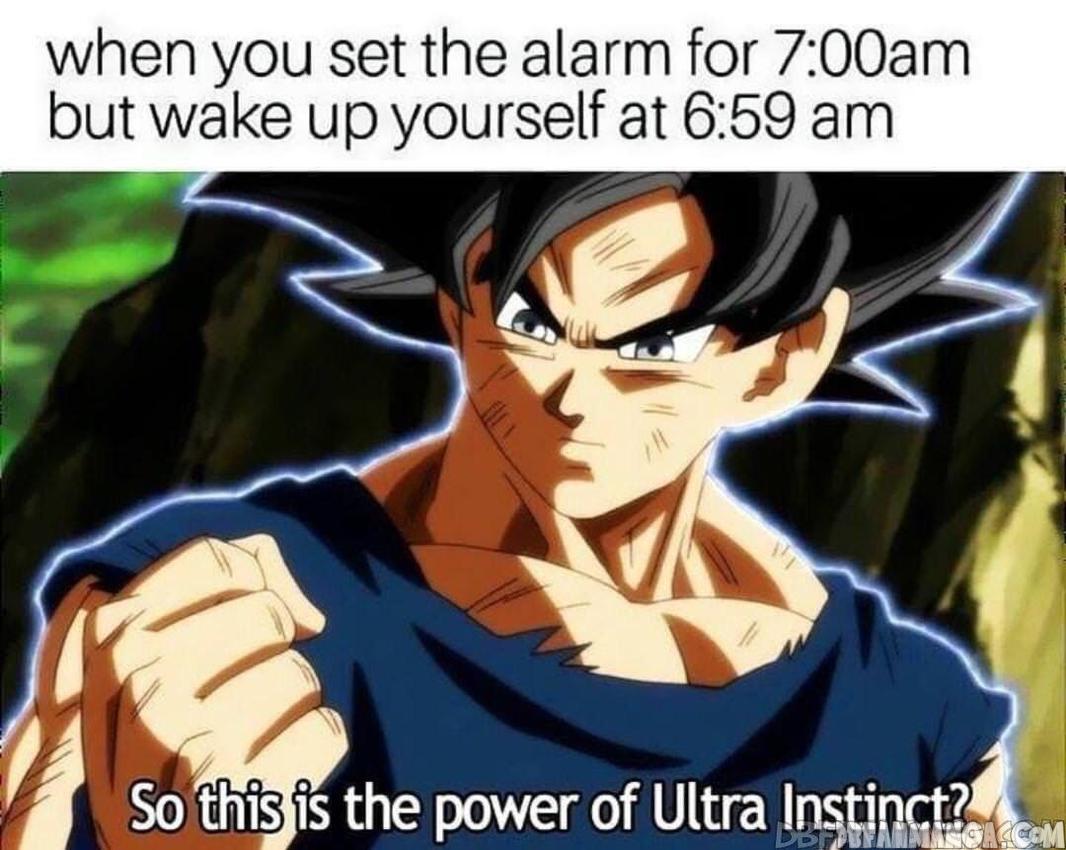 when you set the alarm for 7:00am
but wake up yourself at 6:59 am
So this is the power of Ultra Instinct?